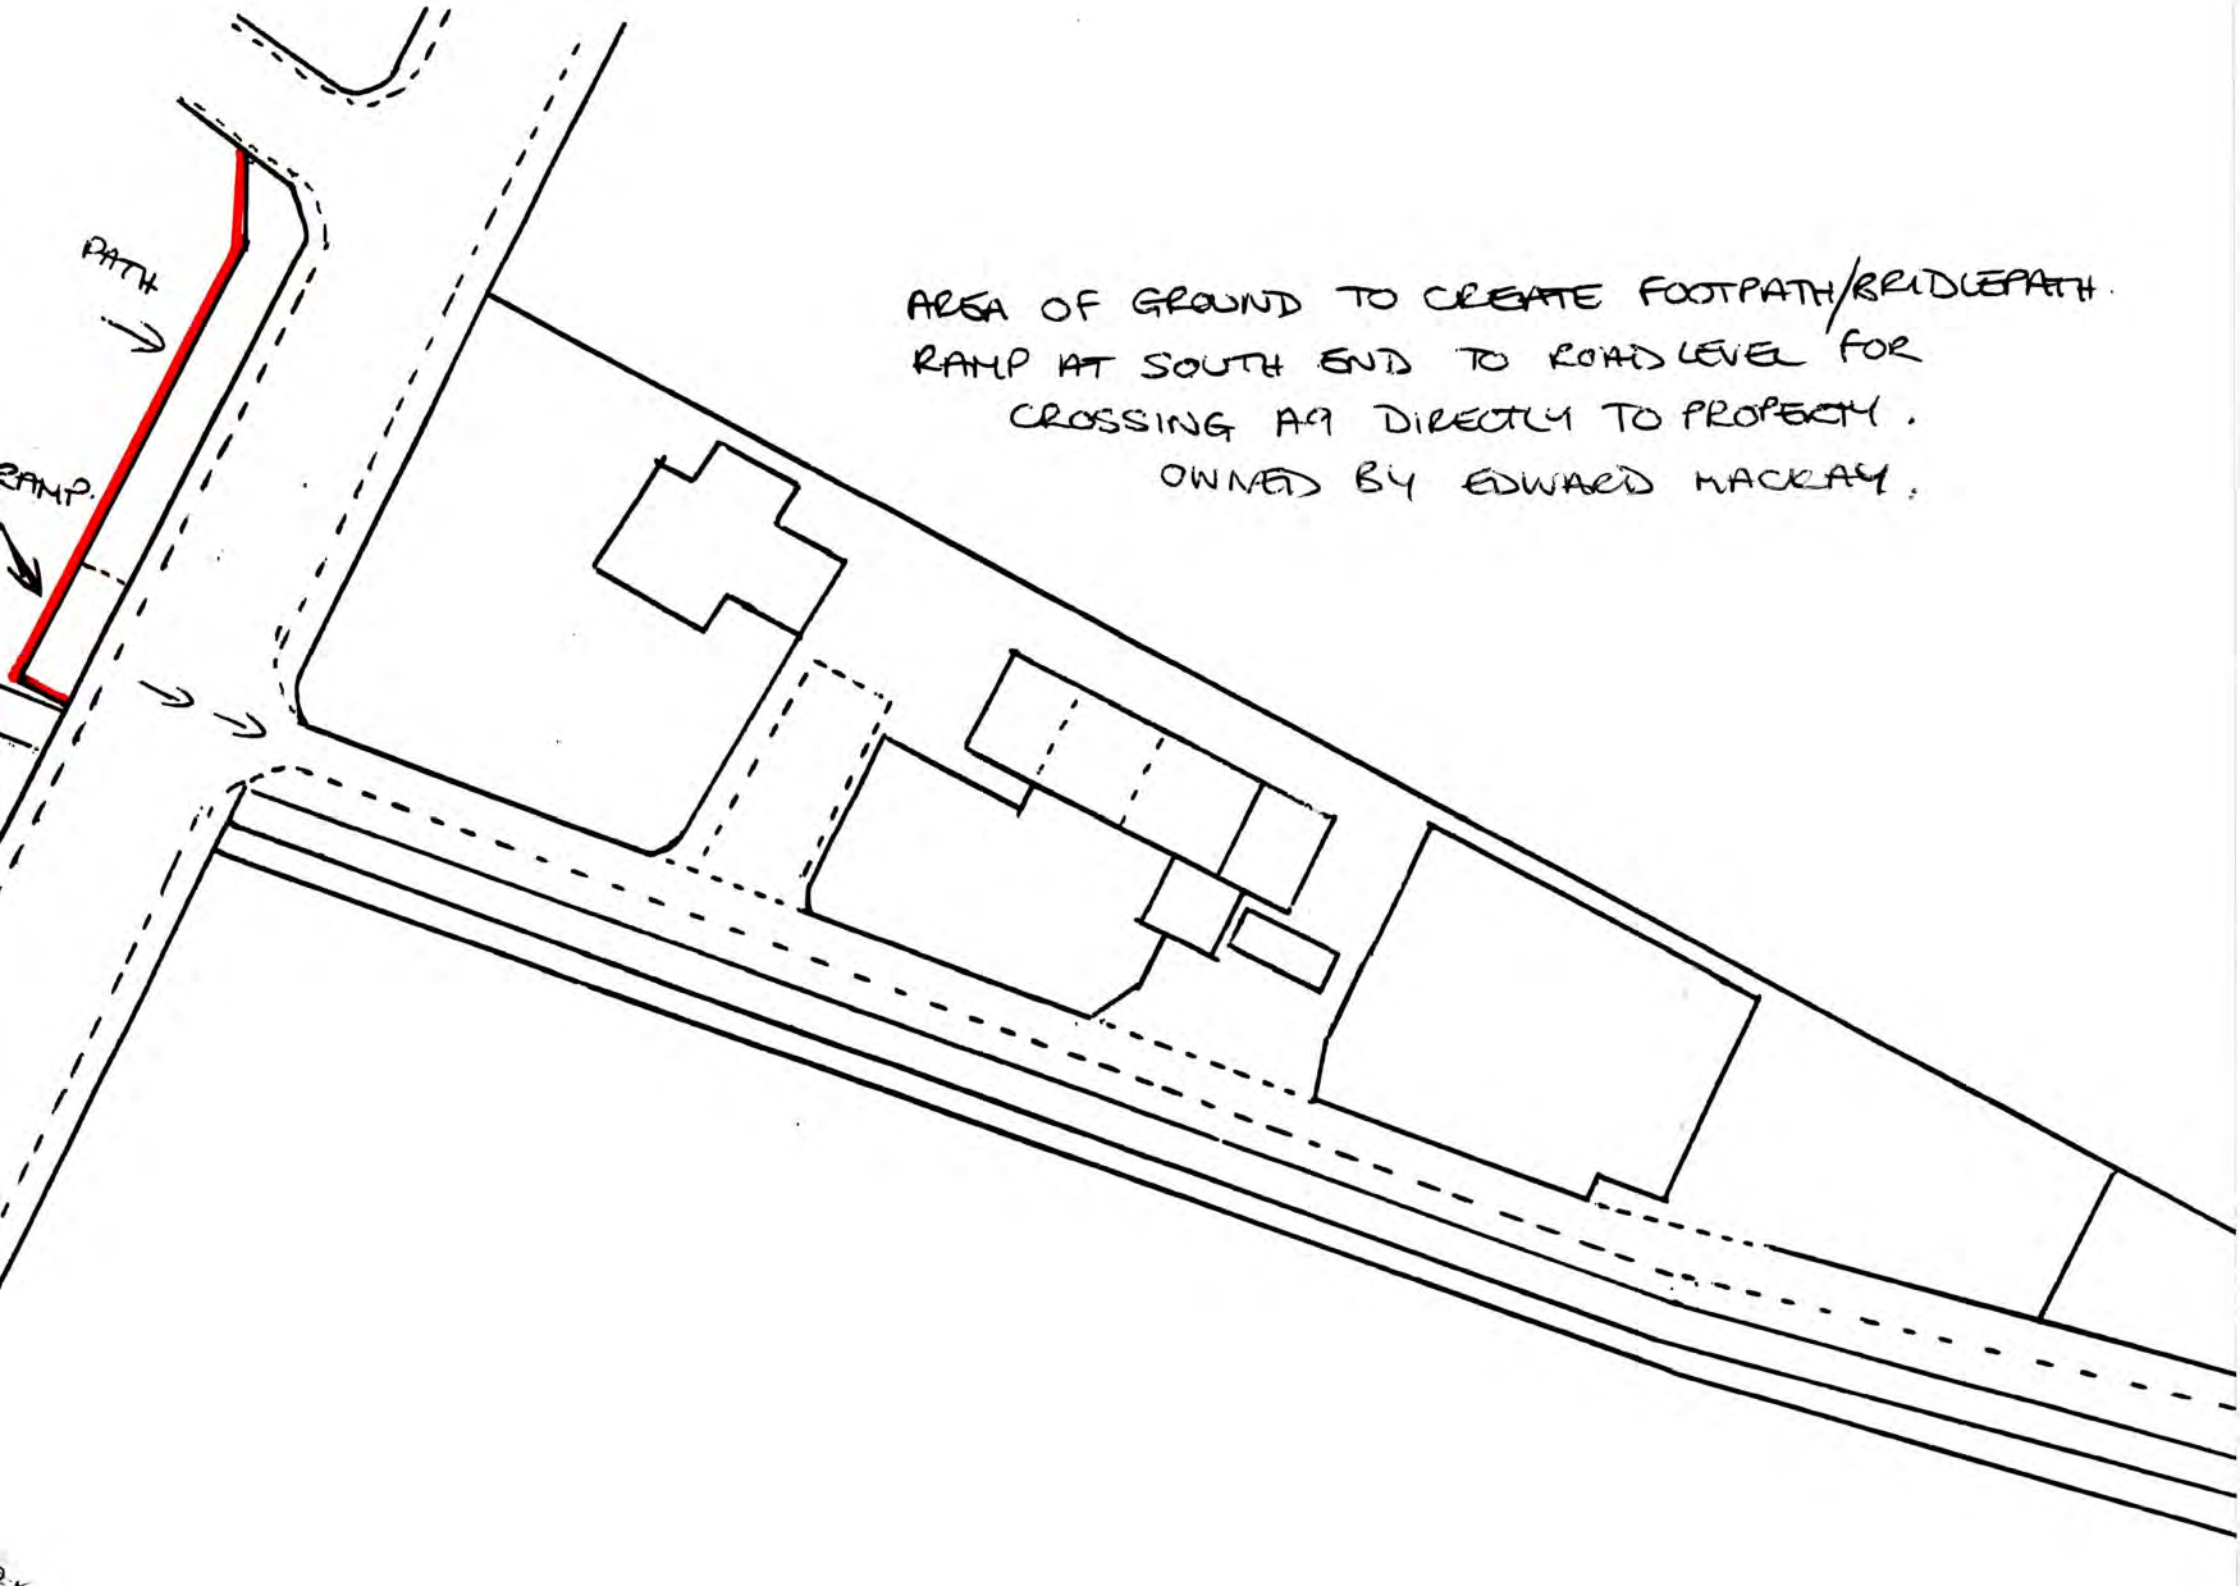 PATH
RAMP.
AREA OF GROUND TO CREATE FOOTPATH/BRIDLEPATH.
RAMP AT SOUTH END TO ROAD LEVEL FOR
CROSSING A9 DIRECTLY TO PROPERTY.
OWNED BY EDWARD MACKAY.